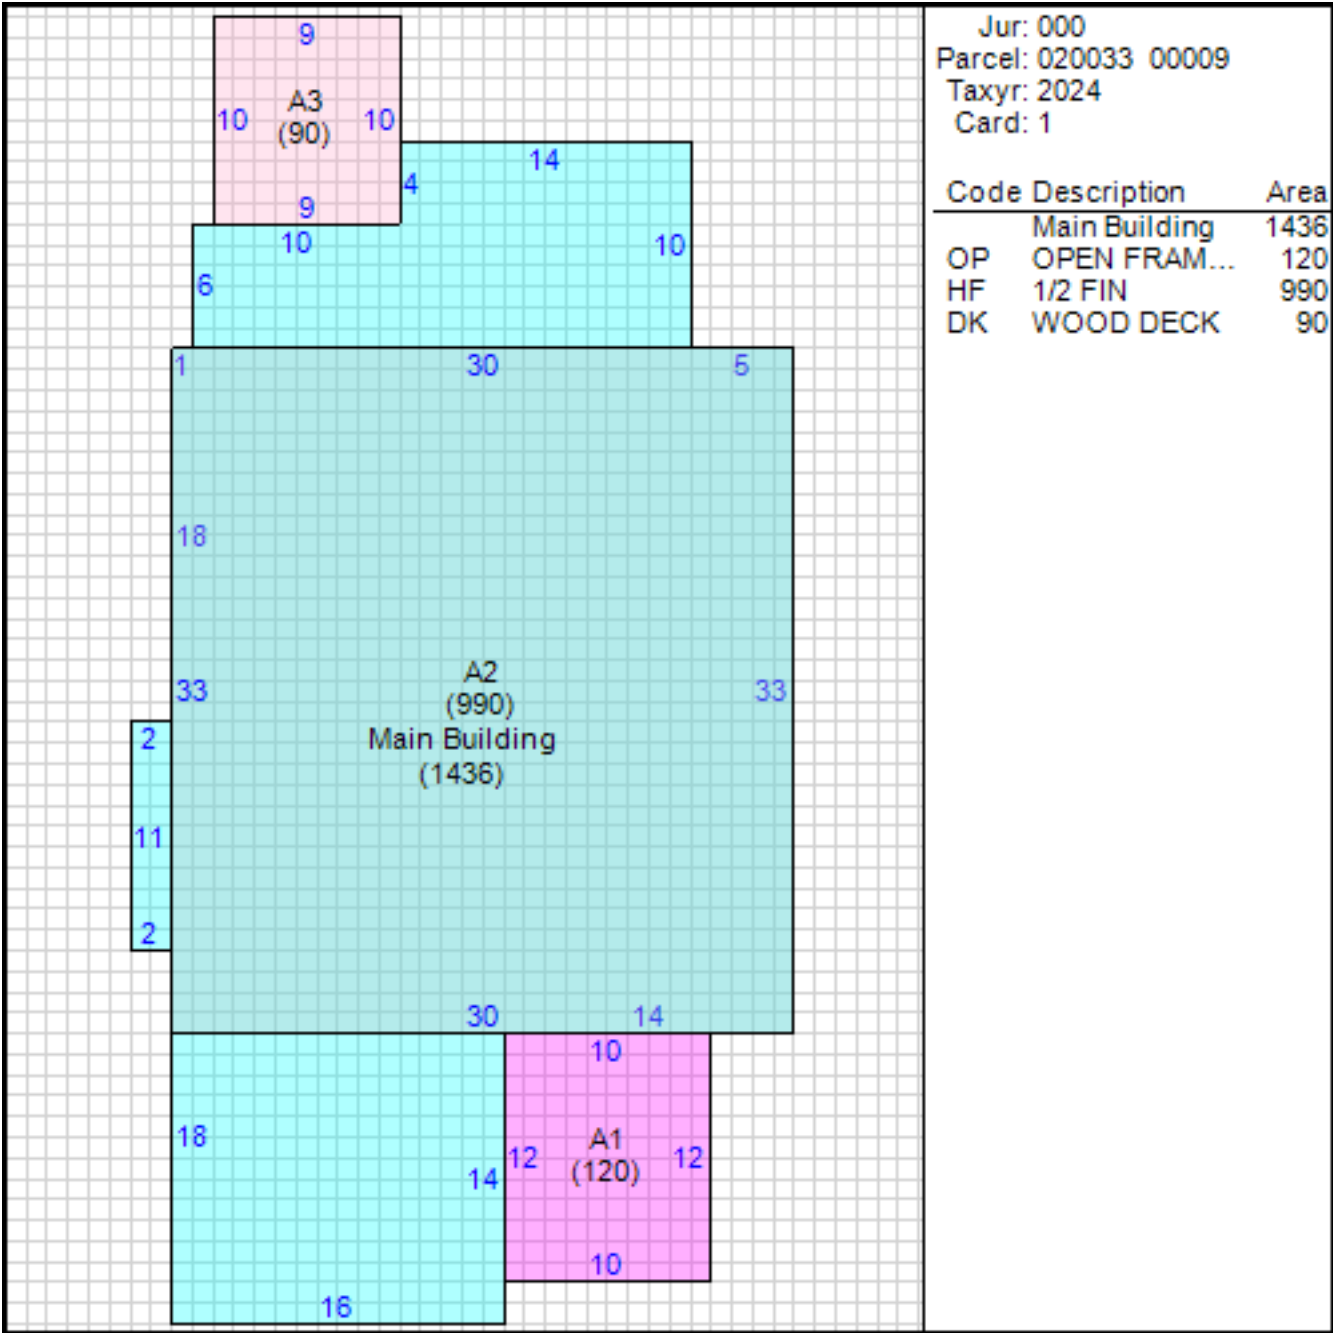 9
A3
10
10
(90)
14
4
9
10
10
6
1
30
5
18
A2
33
33
(990)
Main Building
2
(1436)
11
2
30
14
10
18
A1
12
12
(120)
14
10
16
Jur: 000
Parcel: 020033 00009
Taxyr: 2024
Card: 1
Code Description Area
Main Building 1436
OP OPEN FRAM... 120
HF 1/2 FIN 990
DK WOOD DECK 90